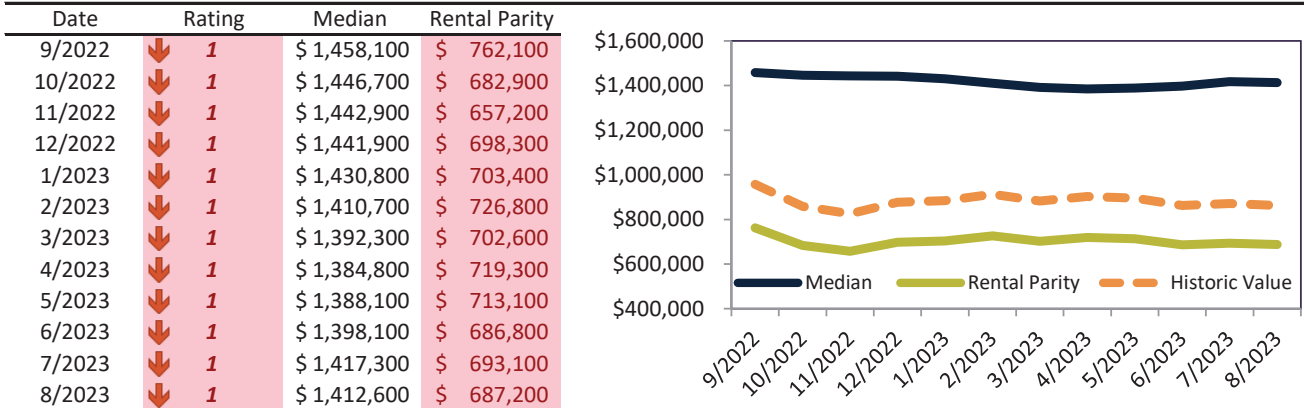 Date Rating Median Rental Parity
9/2022 1 $ 1,458,100 $ 762,100
10/2022 1 $ 1,446,700 $ 682,900
11/2022 1 $ 1,442,900 $ 657,200
12/2022 1 $ 1,441,900 $ 698,300
1/2023 1 $ 1,430,800 $ 703,400
2/2023 1 $ 1,410,700 $ 726,800
3/2023 1 $ 1,392,300 $ 702,600
4/2023 1 $ 1,384,800 $ 719,300
5/2023 1 $ 1,388,100 $ 713,100
6/2023 1 $ 1,398,100 $ 686,800
7/2023 1 $ 1,417,300 $ 693,100
8/2023 1 $ 1,412,600 $ 687,200
$1,600,000
$1,400,000
$1,200,000
$1,000,000
$800,000
$600,000
$400,000
Median Rental Parity Historic Value
9/2022 10/2022 11/2022 12/2022 1/2023 2/2023 3/2023 4/2023 5/2023 6/2023 7/2023 8/2023